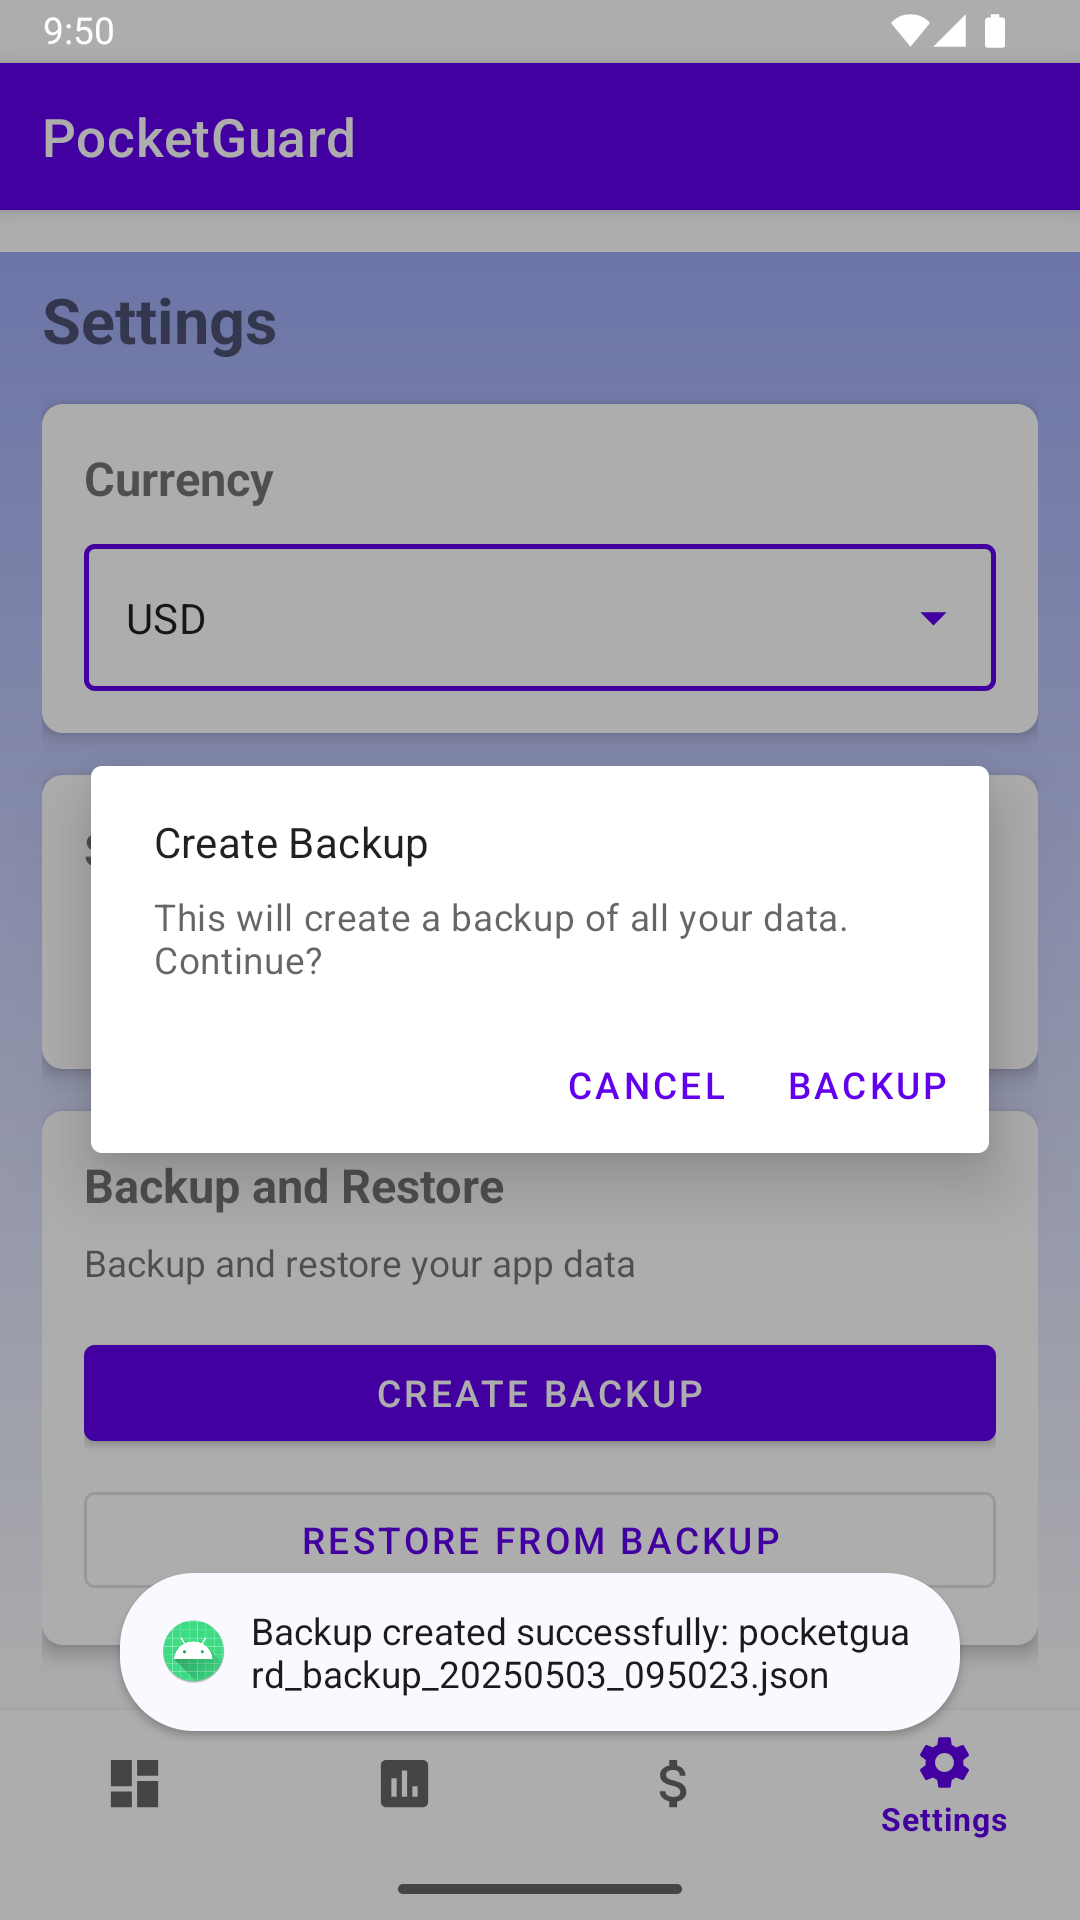 9:50
PocketGuard
Settings
Currency
USD
Create Backup
This will create a backup of all your data.
Continue?
CANCEL
BACKUP
Backup and Restore
Backup and restore your app data
CREATE BACKUP
RESTORE FROM BACKUP
Backup created successfully: pocketgua
rd_backup_20250503_095023.json
Settings